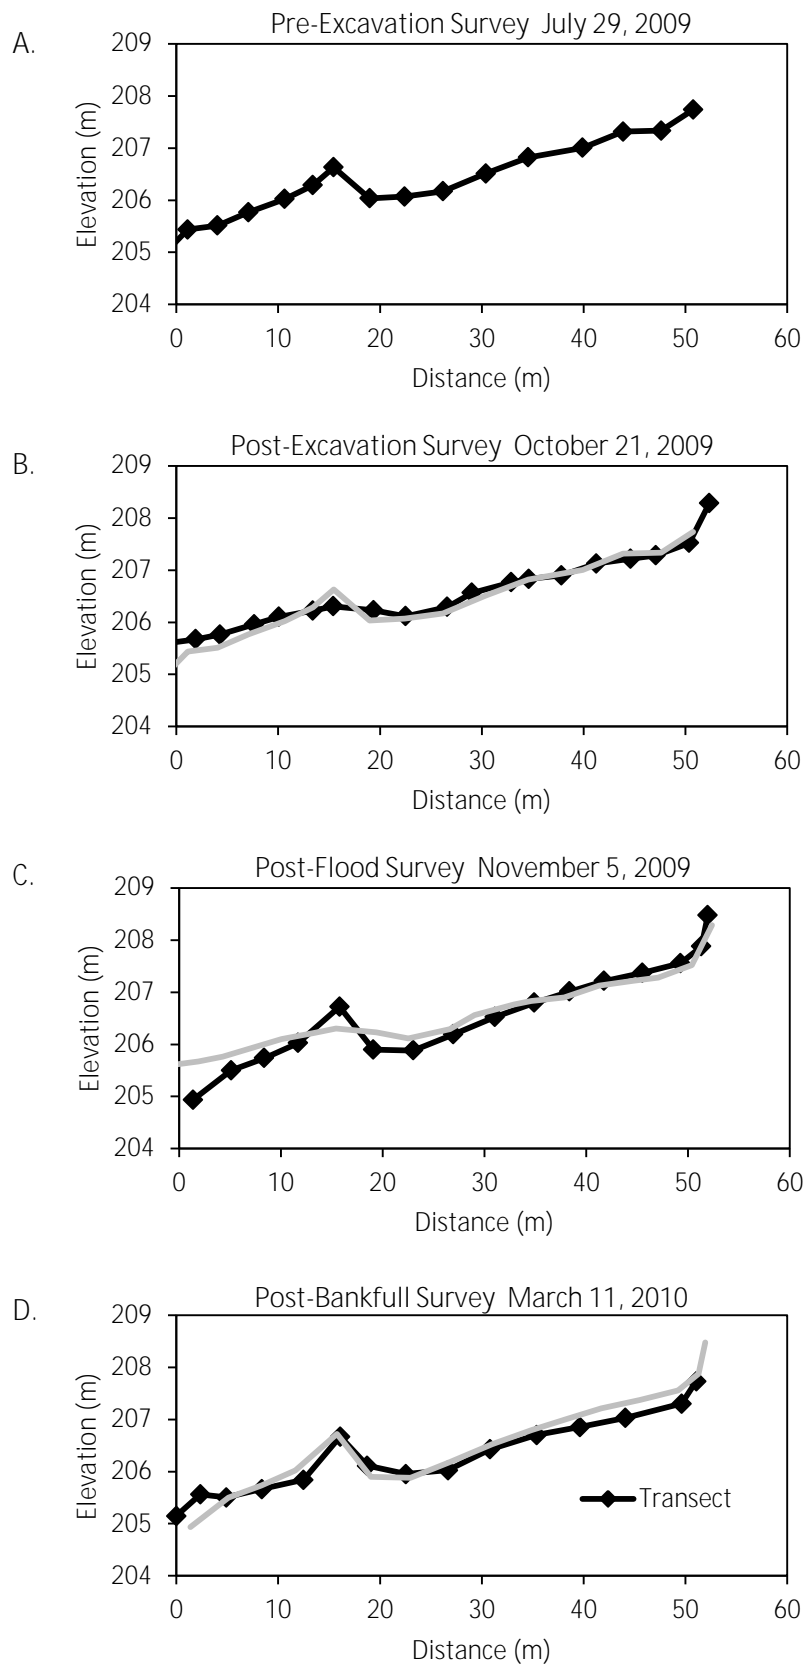 A.
Pre-Excavation Survey July 29, 2009
Elevation (m)
209
208
207
206
205
204
0 10 20 30 40 50 60
Distance (m)
B.
Post-Excavation Survey October 21, 2009
Elevation (m)
209
208
207
206
205
204
0 10 20 30 40 50 60
Distance (m)
C.
Post-Flood Survey November 5, 2009
Elevation (m)
209
208
207
206
205
204
0 10 20 30 40 50 60
Distance (m)
D.
Post-Bankfull Survey March 11, 2010
Elevation (m)
209
208
207
206
205
204
Transect
0 10 20 30 40 50 60
Distance (m)